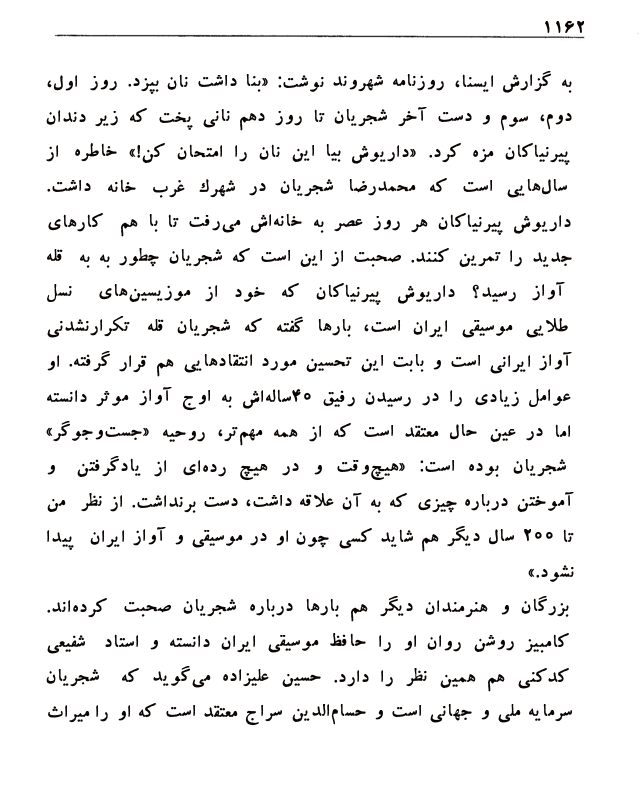 ۱۱۶۲
به گزارش ایسنا، روزنامه شهروند نوشت: «بنا داشت نان بپزد. روز اول،
دوم، سوم و دست آخر شجریان تا روز دهم نانی پخت که زیر دندان
پیرنیاکان مزه کرد. «داریوش بیا این نان را امتحان کن!» خاطره از
سال‌هایی است که محمدرضا شجریان در شهرك غرب خانه داشت.
داریوش پیرنیاکان هر روز عصر به خانه‌اش می‌رفت تا با هم کارهای
جدید را تمرین کنند. صحبت از این است که شجریان چطور به به قله
آواز رسید؟ داریوش پیرنیاکان که خود از موزیسین‌های نسل
طلایی موسیقی ایران است، بارها گفته که شجریان قله تکرارنشدنی
آواز ایرانی است و بابت این تحسین مورد انتقادهایی هم قرار گرفته. او
عوامل زیادی را در رسیدن رفیق ۴۰ساله‌اش به اوج آواز موثر دانسته
اما در عین حال معتقد است که از همه مهم‌تر، روحیه «جست‌وجوگر»
شجریان بوده است: «هیچ‌وقت و در هیچ رده‌ای از یادگرفتن و
آموختن درباره چیزی که به آن علاقه داشت، دست برنداشت. از نظر من
تا ۲۰۰ سال دیگر هم شاید کسی چون او در موسیقی و آواز ایران پیدا
نشود.»
بزرگان و هنرمندان دیگر هم بارها درباره شجریان صحبت کرده‌اند.
کامبیز روشن روان او را حافظ موسیقی ایران دانسته و استاد شفیعی
کدکنی هم همین نظر را دارد. حسین علیزاده می‌گوید که شجریان
سرمایه ملی و جهانی است و حسام‌الدین سراج معتقد است که او را میراث